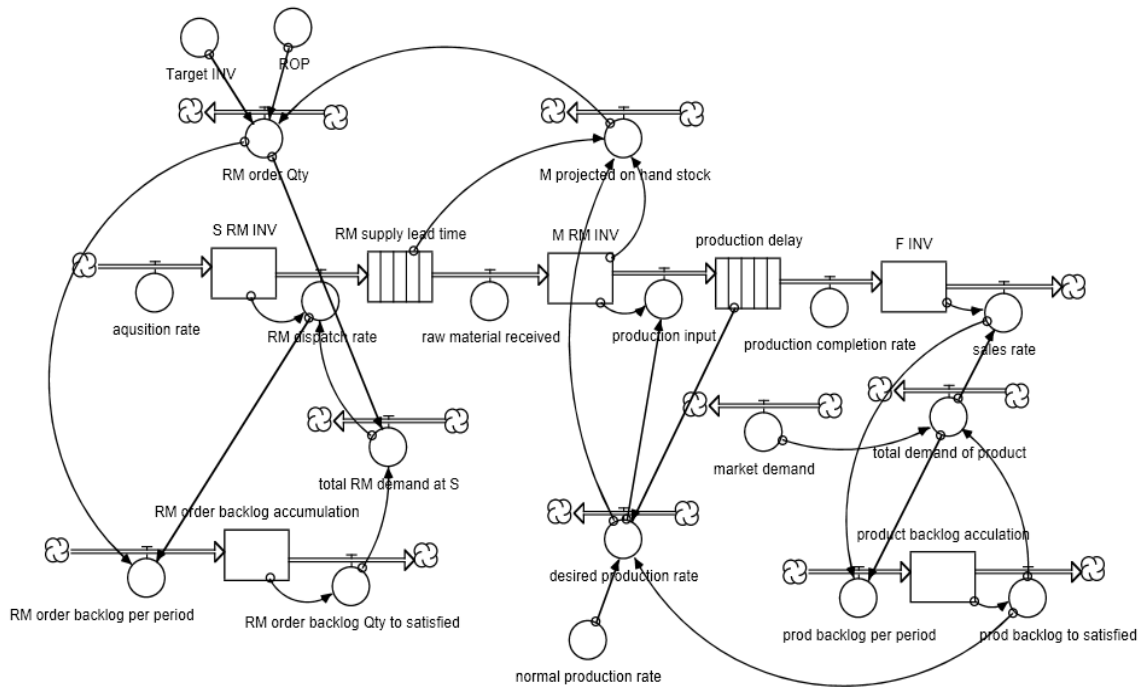 Target INV
ROP
RM order Qty
M projected on hand stock
S RM INV
RM supply lead time
M RM INV
production delay
F INV
aqusition rate
RM dispatch rate
raw material received
production input
production completion rate
sales rate
market demand
total demand of product
total RM demand at S
RM order backlog accumulation
product backlog acculation
desired production rate
RM order backlog per period
RM order backlog Qty to satisfied
prod backlog per period
prod backlog to satisfied
normal production rate